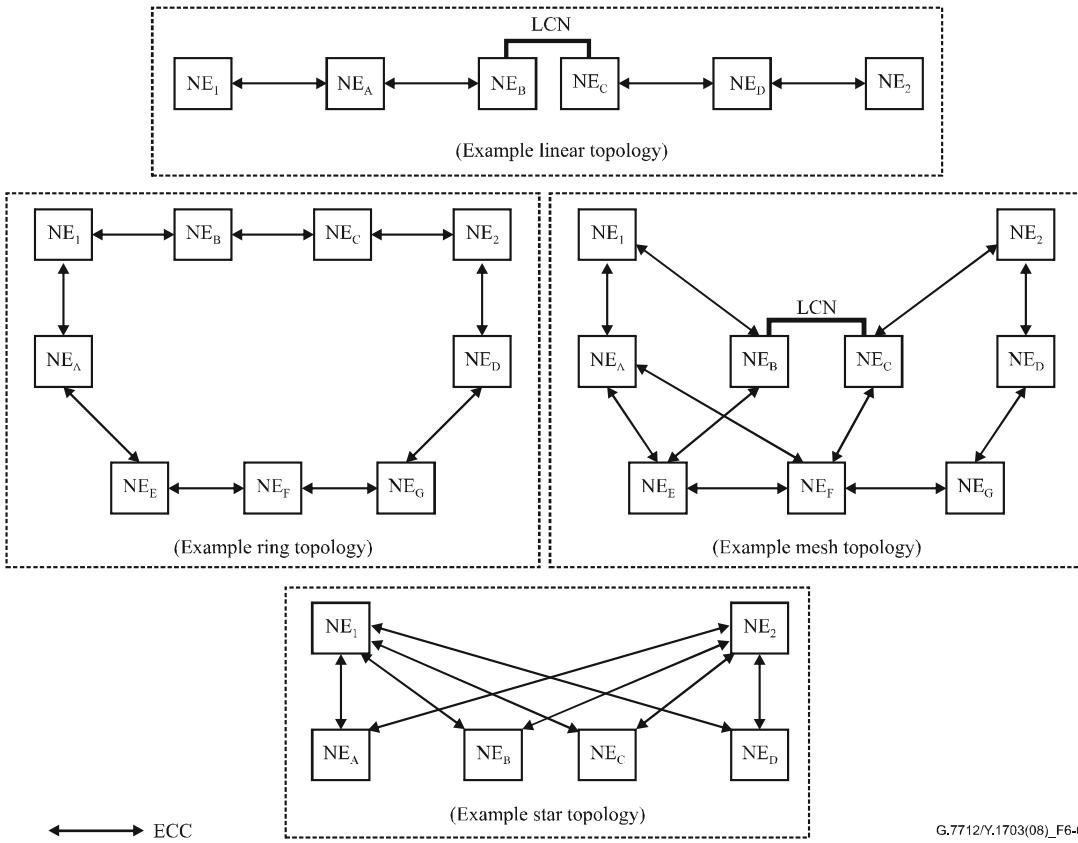 LCN
NE1 NEA NEB NEC NED NE2
(Example linear topology)
NE1 NEB NEC NE2
NEA NED
NEE NEF NEG
(Example ring topology)
NE1 NE2
LCN
NEA NEB NEC NED
NEE NEF NEG
(Example mesh topology)
NE1 NE2
NEA NEB NEC NED
(Example star topology)
ECC
G.7712/Y.1703(08)_F6-